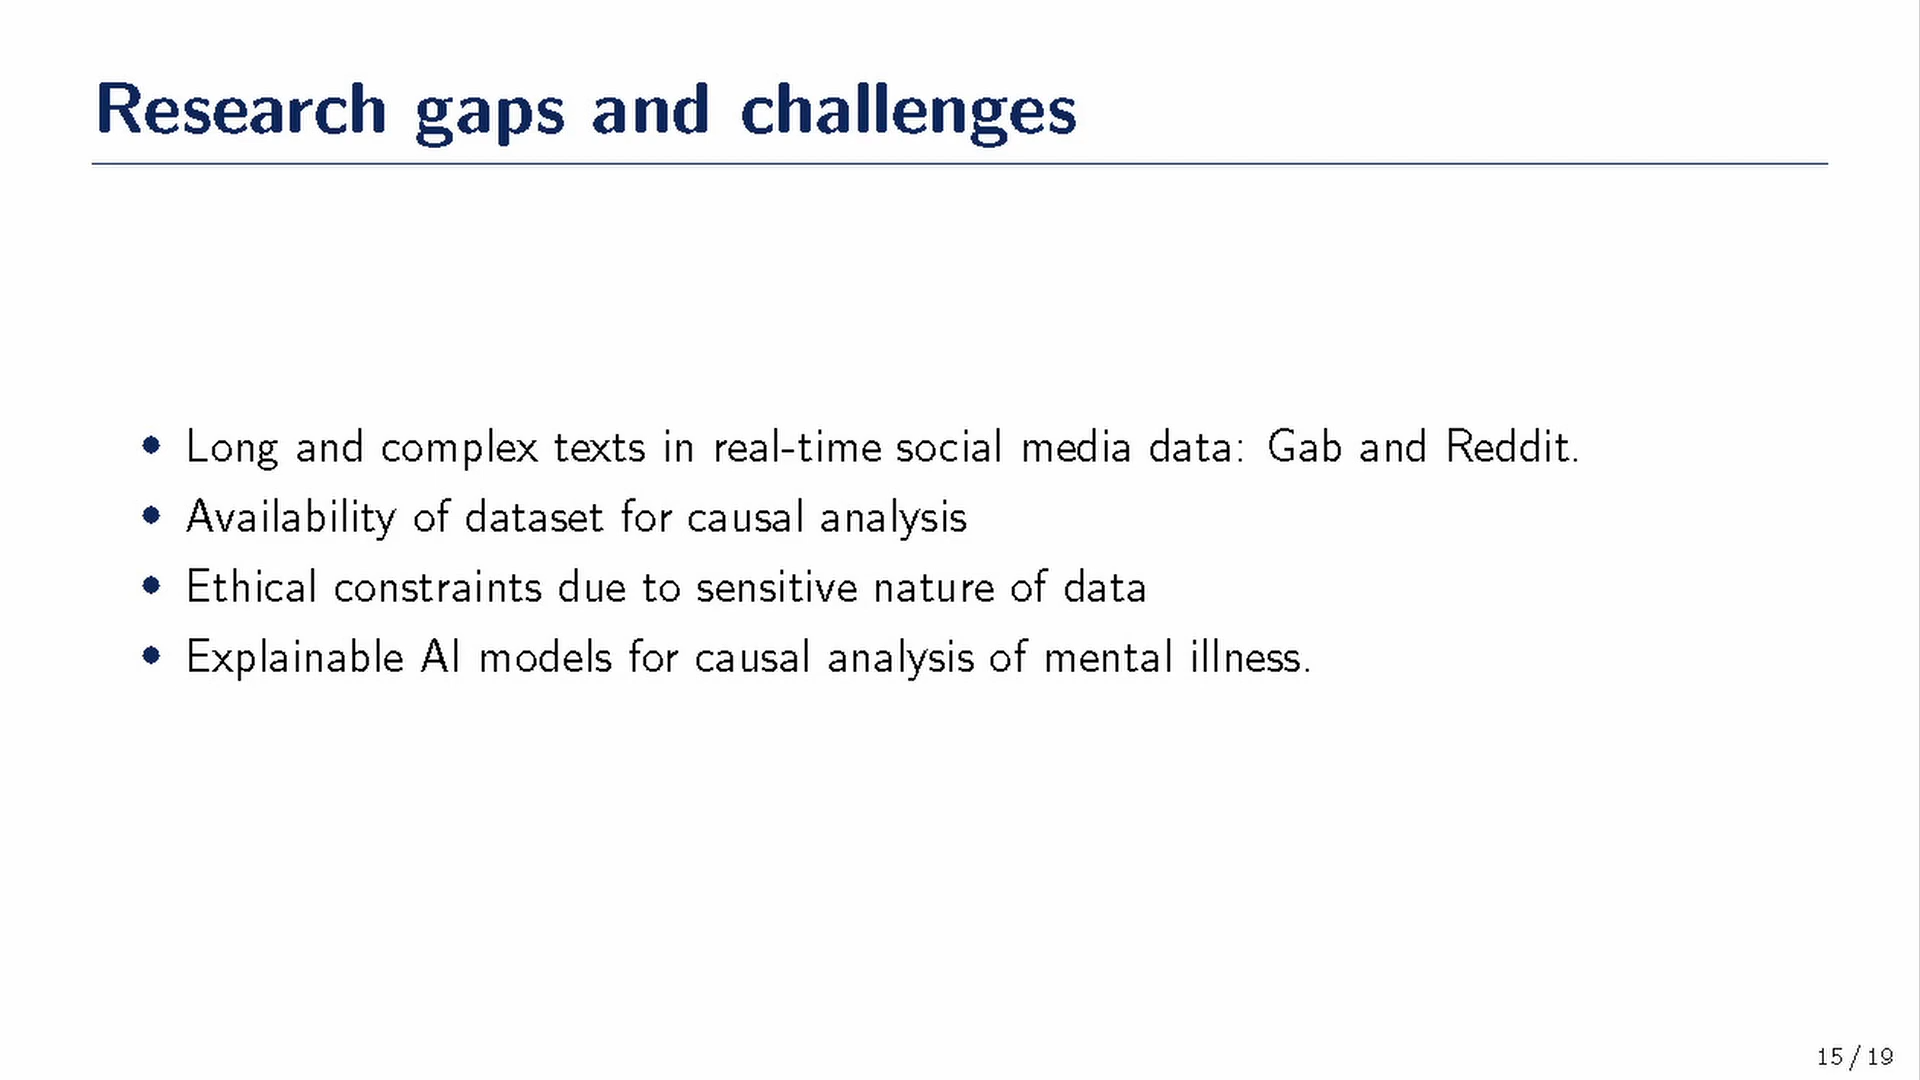 Research gaps and challenges
• Long and complex texts in real-time social media data: Gab and Reddit.
• Availability of dataset for causal analysis
• Ethical constraints due to sensitive nature of data
• Explainable AI models for causal analysis of mental illness.
15 / 19